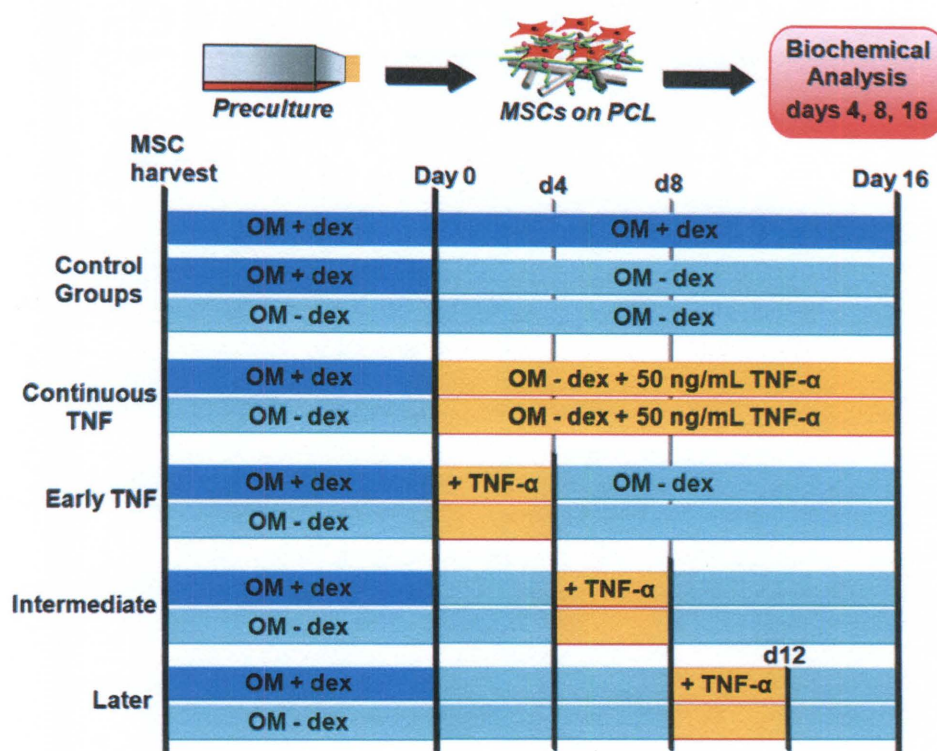 Preculture
MSCs on PCL
Biochemical
Analysis
days 4, 8, 16
MSC
harvest
Day 0
d4
d8
Day 16
Control
Groups
OM + dex
OM + dex
OM + dex
OM - dex
OM - dex
OM - dex
Continuous
TNF
OM + dex
OM - dex + 50 ng/mL TNF-α
OM - dex
OM - dex + 50 ng/mL TNF-α
Early TNF
OM + dex
+ TNF-α
OM - dex
OM - dex
Intermediate
OM + dex
+ TNF-α
OM - dex
d12
Later
OM + dex
+ TNF-α
OM - dex